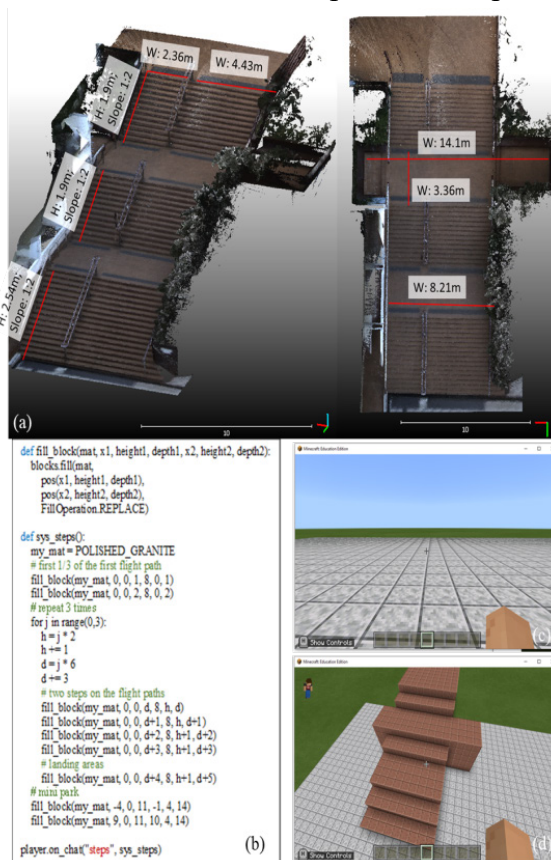 W: 2.36m
W: 4.43m
H: 1.9m;
Slope: 1:2
H: 1.9m;
Slope: 1:2
H: 2.54m;
Slope: 1:2
W: 14.1m
W: 3.36m
W: 8.21m
(a)
10
10
def fill_block(mat, x1, height1, depth1, x2, height2, depth2):
blocks.fill(mat,
pos(x1, height1, depth1),
pos(x2, height2, depth2),
FillOperation.REPLACE)
def sys_steps():
my_mat = POLISHED_GRANITE
# first 1/3 of the first flight path
fill_block(my_mat, 0, 0, 1, 8, 0, 1)
fill_block(my_mat, 0, 0, 2, 8, 0, 2)
# repeat 3 times
for j in range(0,3):
h = j * 2
h += 1
d = j * 6
d += 3
# two steps on the flight paths
fill_block(my_mat, 0, 0, d, 8, h, d)
fill_block(my_mat, 0, 0, d+1, 8, h, d+1)
fill_block(my_mat, 0, 0, d+2, 8, h+1, d+2)
fill_block(my_mat, 0, 0, d+3, 8, h+1, d+3)
# landing areas
fill_block(my_mat, 0, 0, d+4, 8, h+1, d+5)
# mini park
fill_block(my_mat, -4, 0, 11, -1, 4, 14)
fill_block(my_mat, 9, 0, 11, 10, 4, 14)
player.on_chat("steps", sys_steps)
(b)
Minecraft Education Edition
Show Controls
(c)
Minecraft Education Edition
Show Controls
(d)